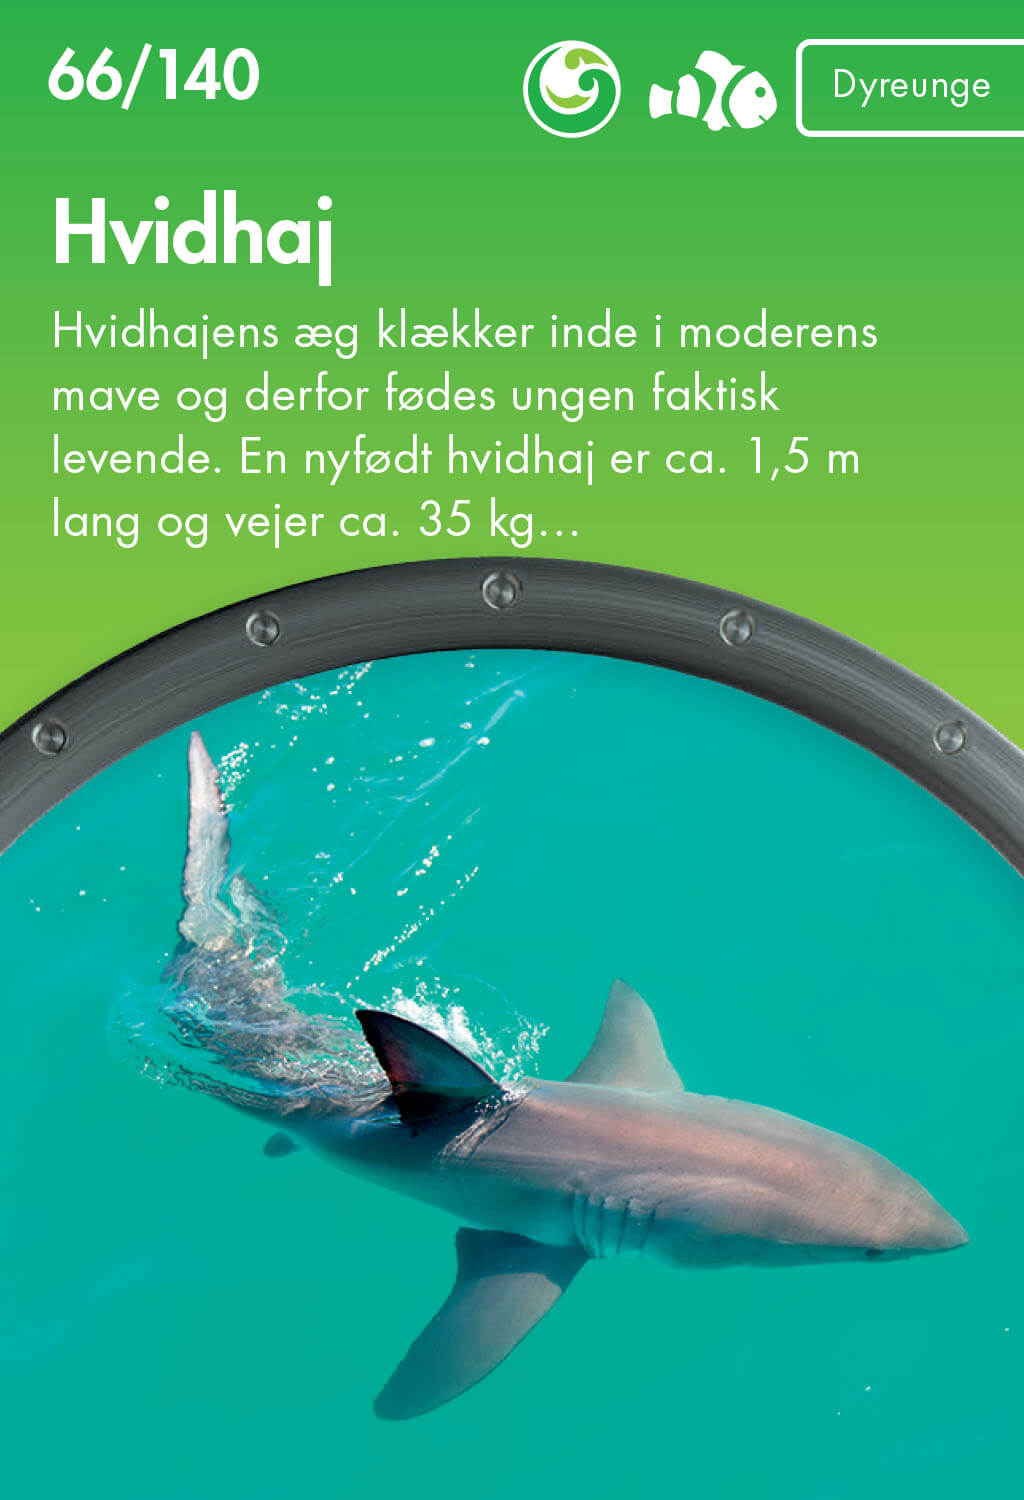 66/140
Dyreunge
Hvidhaj
Hvidhajens æg klækker inde i moderens
mave og derfor fødes ungen faktisk
levende. En nyfødt hvidhaj er ca. 1,5 m
lang og vejer ca. 35 kg...